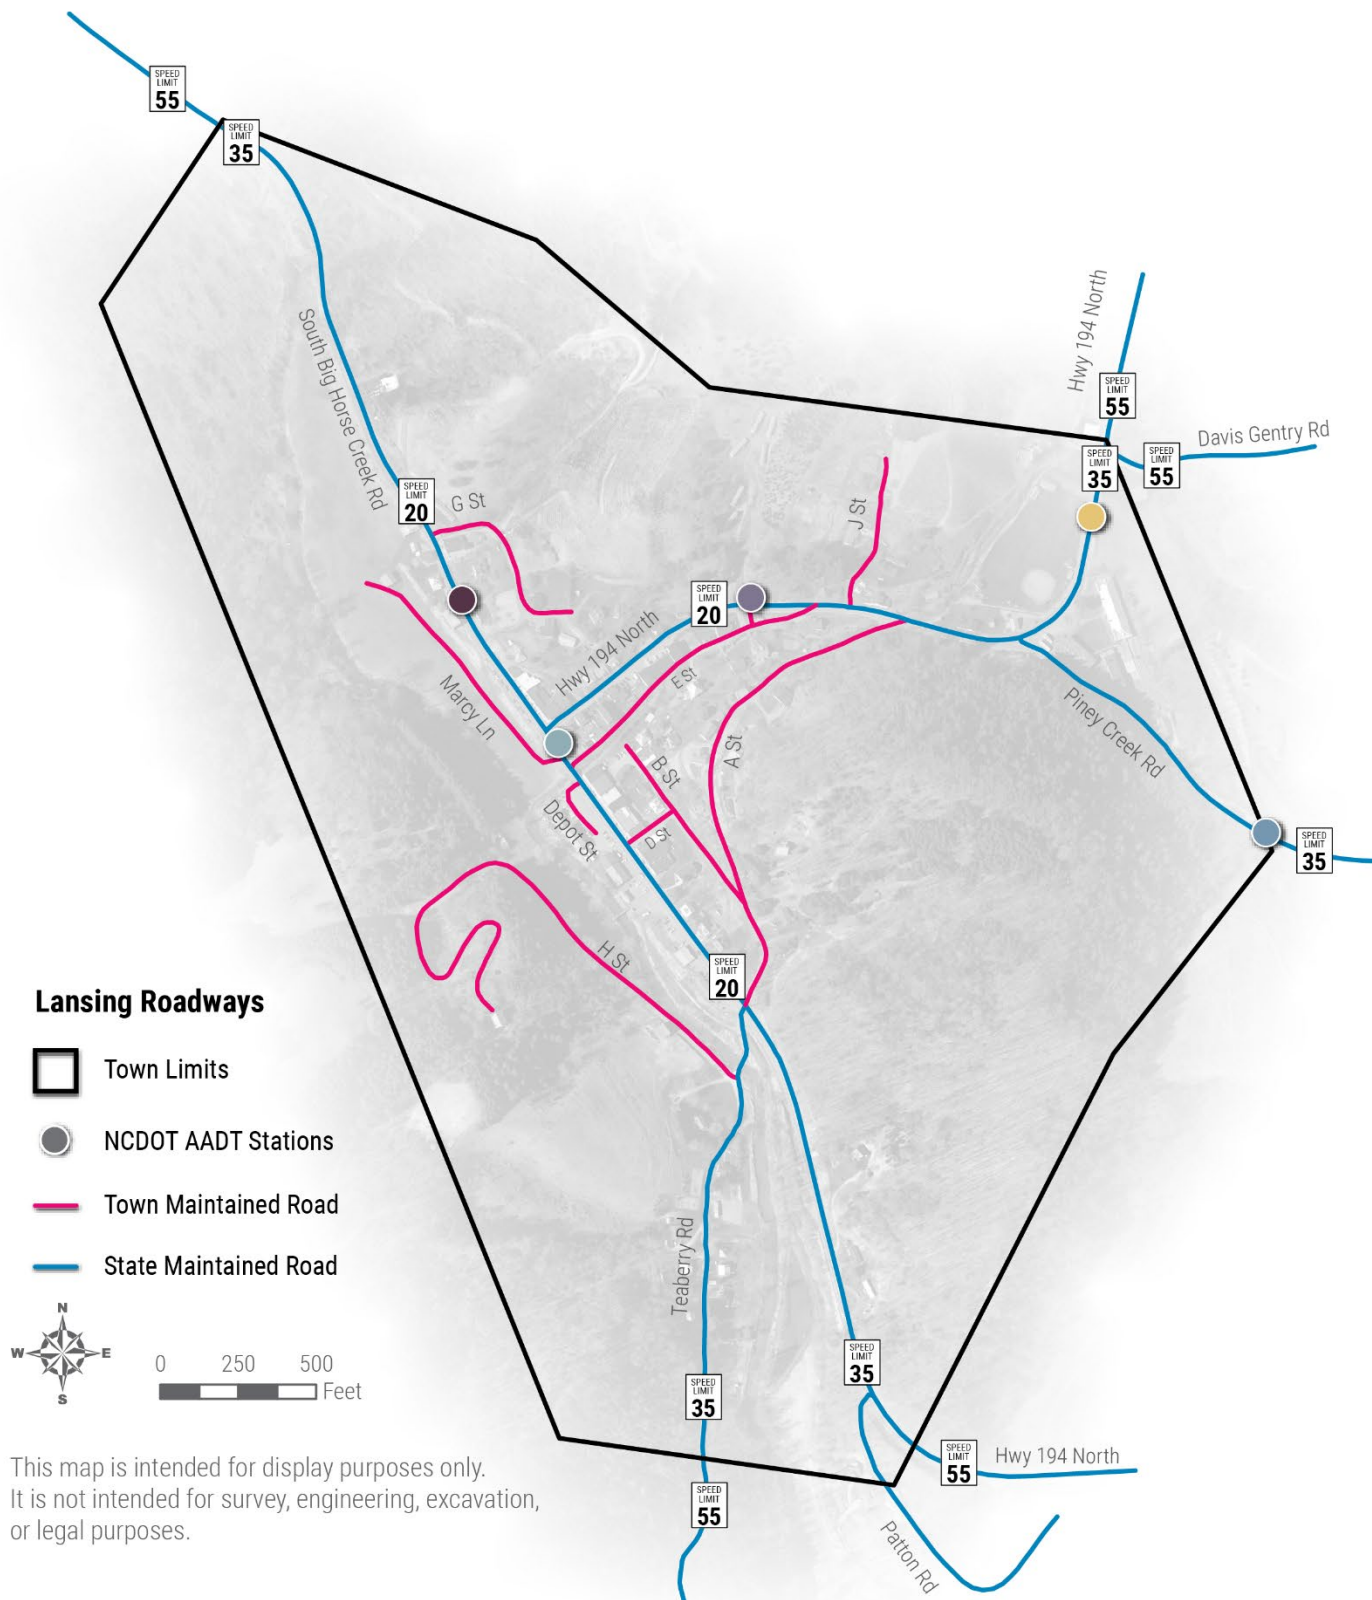 SPEED
LIMIT
55
SPEED
LIMIT
35
South Big Horse Creek Rd
Hwy 194 North
SPEED
LIMIT
55
Davis Gentry Rd
SPEED
LIMIT
35
SPEED
LIMIT
55
SPEED
LIMIT
20
G St
J St
SPEED
LIMIT
20
Hwy 194 North
E St
Marcy Ln
A St
B St
Piney Creek Rd
Depot St
D St
SPEED
LIMIT
35
H St
SPEED
LIMIT
20
Lansing Roadways
Town Limits
NCDOT AADT Stations
Town Maintained Road
State Maintained Road
N
W E
S
0 250 500
Feet
Teaberry Rd
SPEED
LIMIT
35
SPEED
LIMIT
35
SPEED
LIMIT
55
Hwy 194 North
SPEED
LIMIT
55
Patton Rd
This map is intended for display purposes only.
It is not intended for survey, engineering, excavation,
or legal purposes.